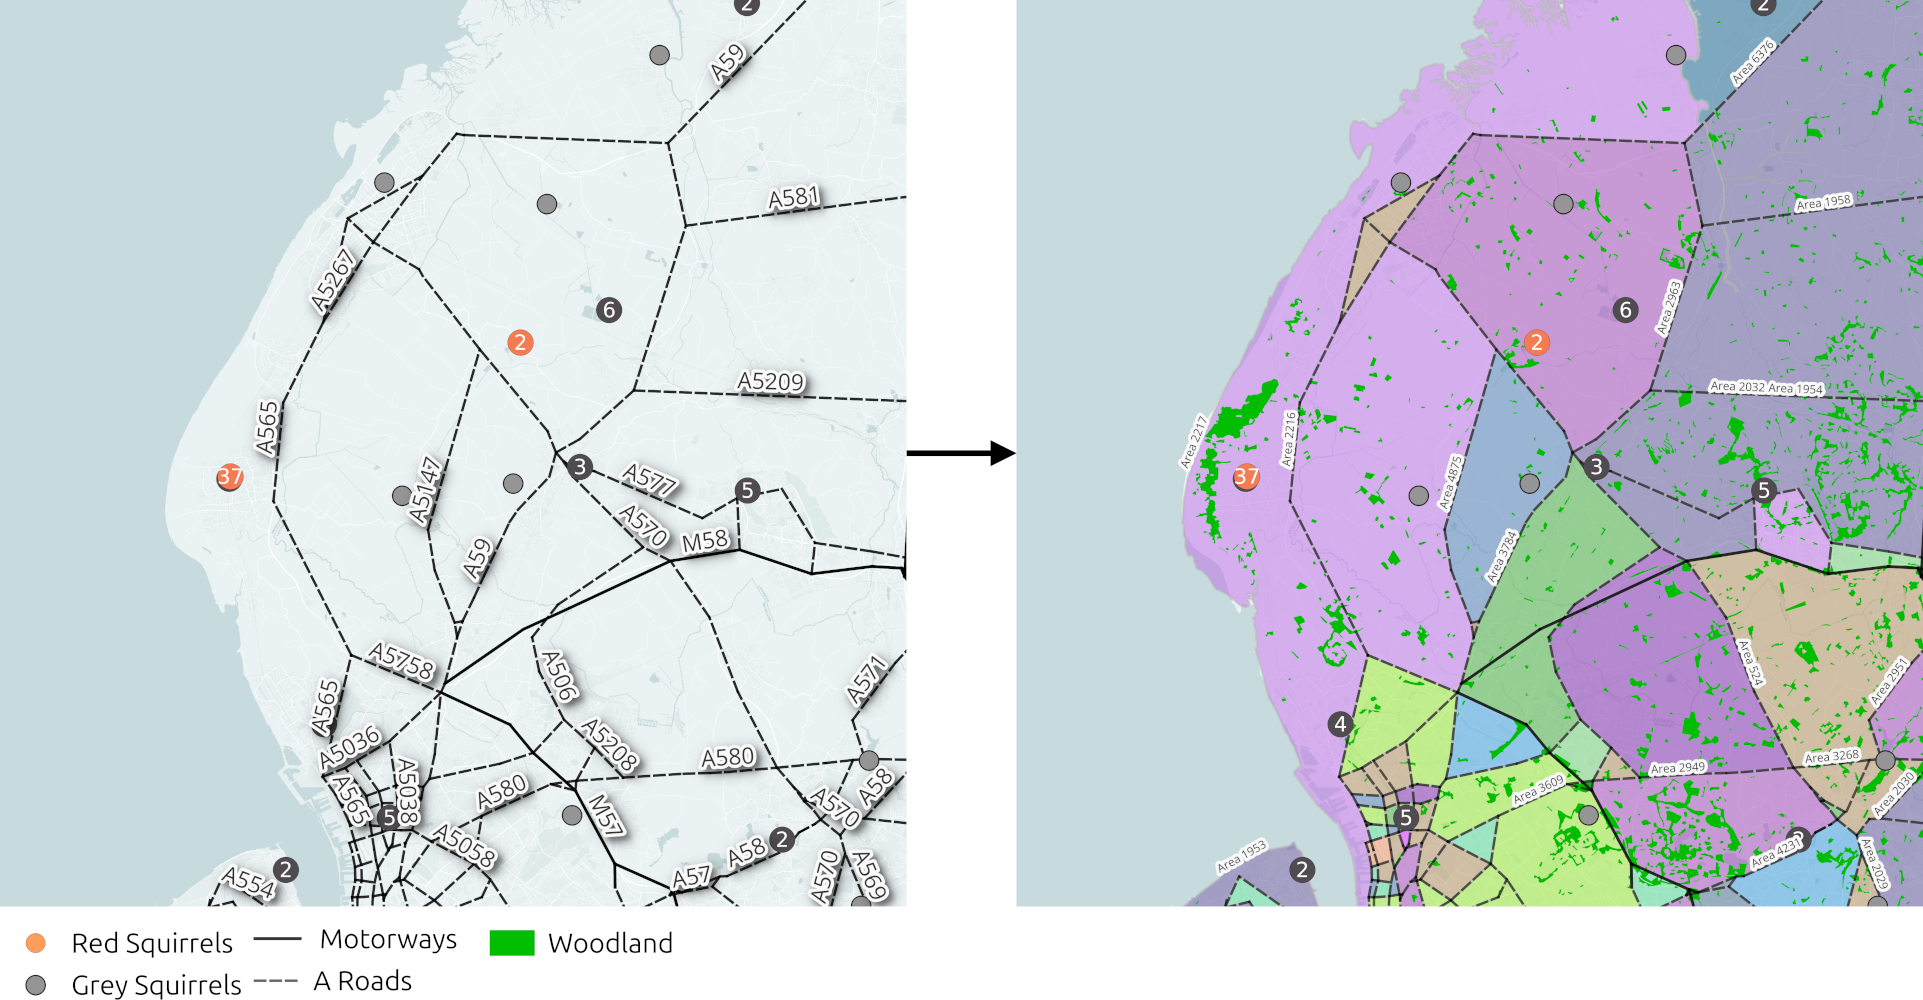 2
A59
A581
A5267
6
2
A5209
A565
37
A5147
3
A577
5
A570
M58
A59
A5758
A506
A571
A565
A5036
A5208
A580
A565
A5038
5
A580
M57
A58
A570
A5058
A58
2
A57
A570
A569
2
A554
2
Area 6376
Area 1958
6
Area 2963
2
Area 2032 Area 1954
Area 2217
Area 2216
37
Area 4875
3
5
Area 3784
Area 524
Area 2951
4
Area 3268
Area 2949
Area 3609
Area 2030
5
2
Area 4231
Area 1953
2
Area 2029
Red Squirrels
Motorways
Woodland
Grey Squirrels
A Roads